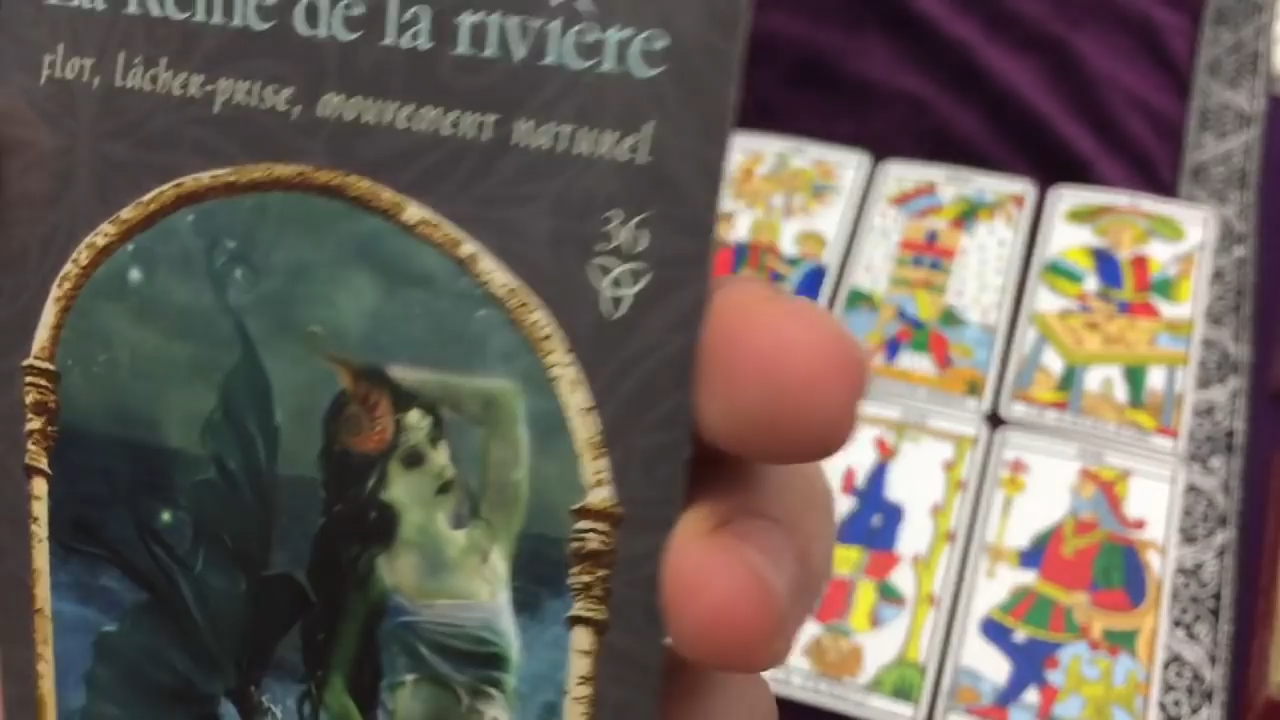 La Reine de la rivière
flot, lâcher-prise, mouvement naturel
36